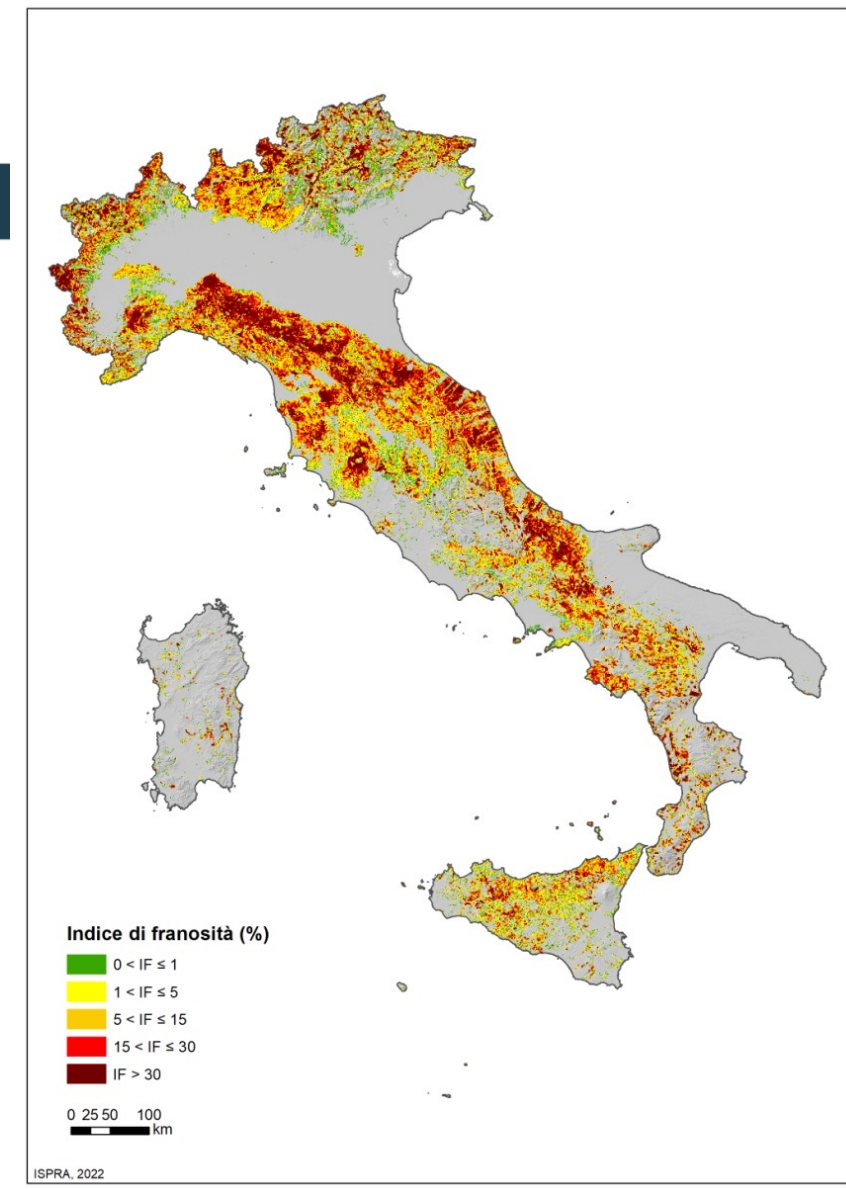 Indice di franosità (%)
0 < IF ≤ 1
1 < IF ≤ 5
5 < IF ≤ 15
15 < IF ≤ 30
IF > 30
0 25 50 100
km
ISPRA, 2022